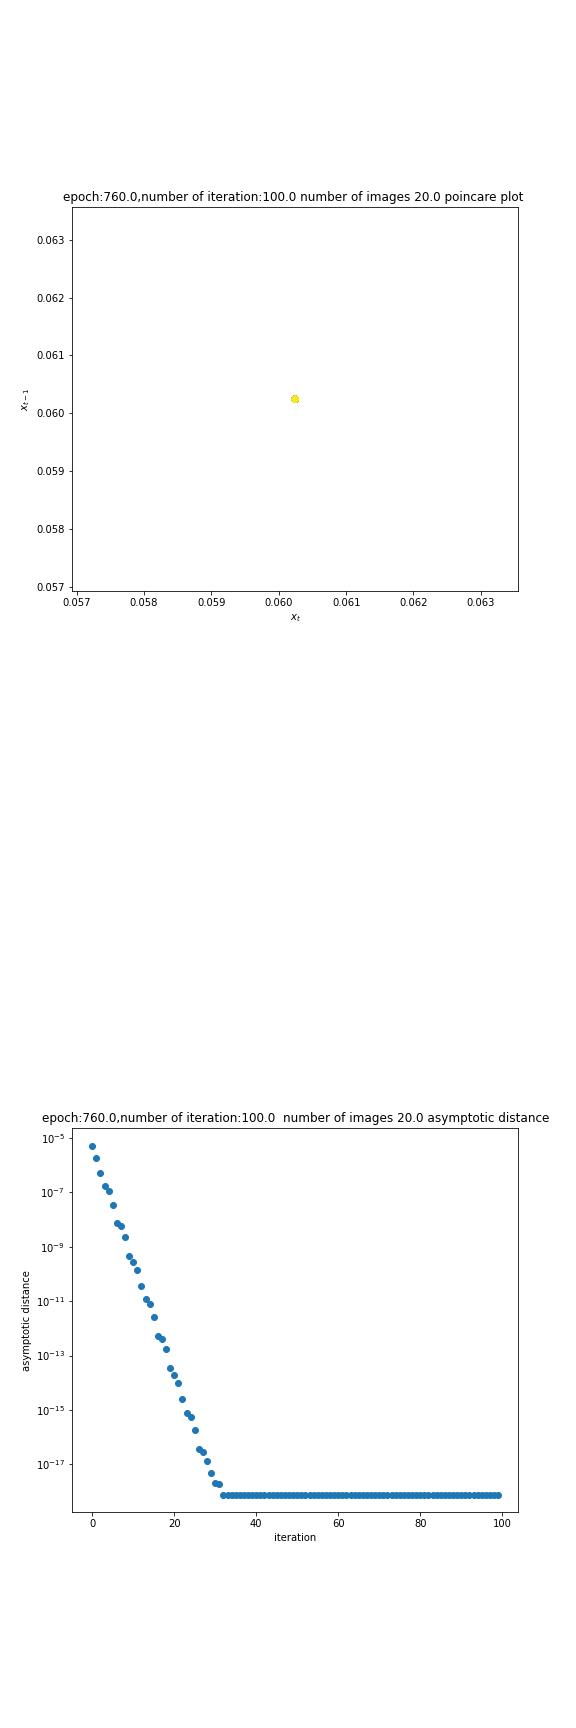 epoch:760.0,number of iteration:100.0 number of images 20.0 poincare plot
0.063
0.062
0.061
0.060
0.059
0.058
0.057
x_{t-1}
0.057 0.058 0.059 0.060 0.061 0.062 0.063
x_t
epoch:760.0,number of iteration:100.0  number of images 20.0 asymptotic distance
10^{-5}
10^{-7}
10^{-9}
10^{-11}
10^{-13}
10^{-15}
10^{-17}
asymptotic distance
0 20 40 60 80 100
iteration